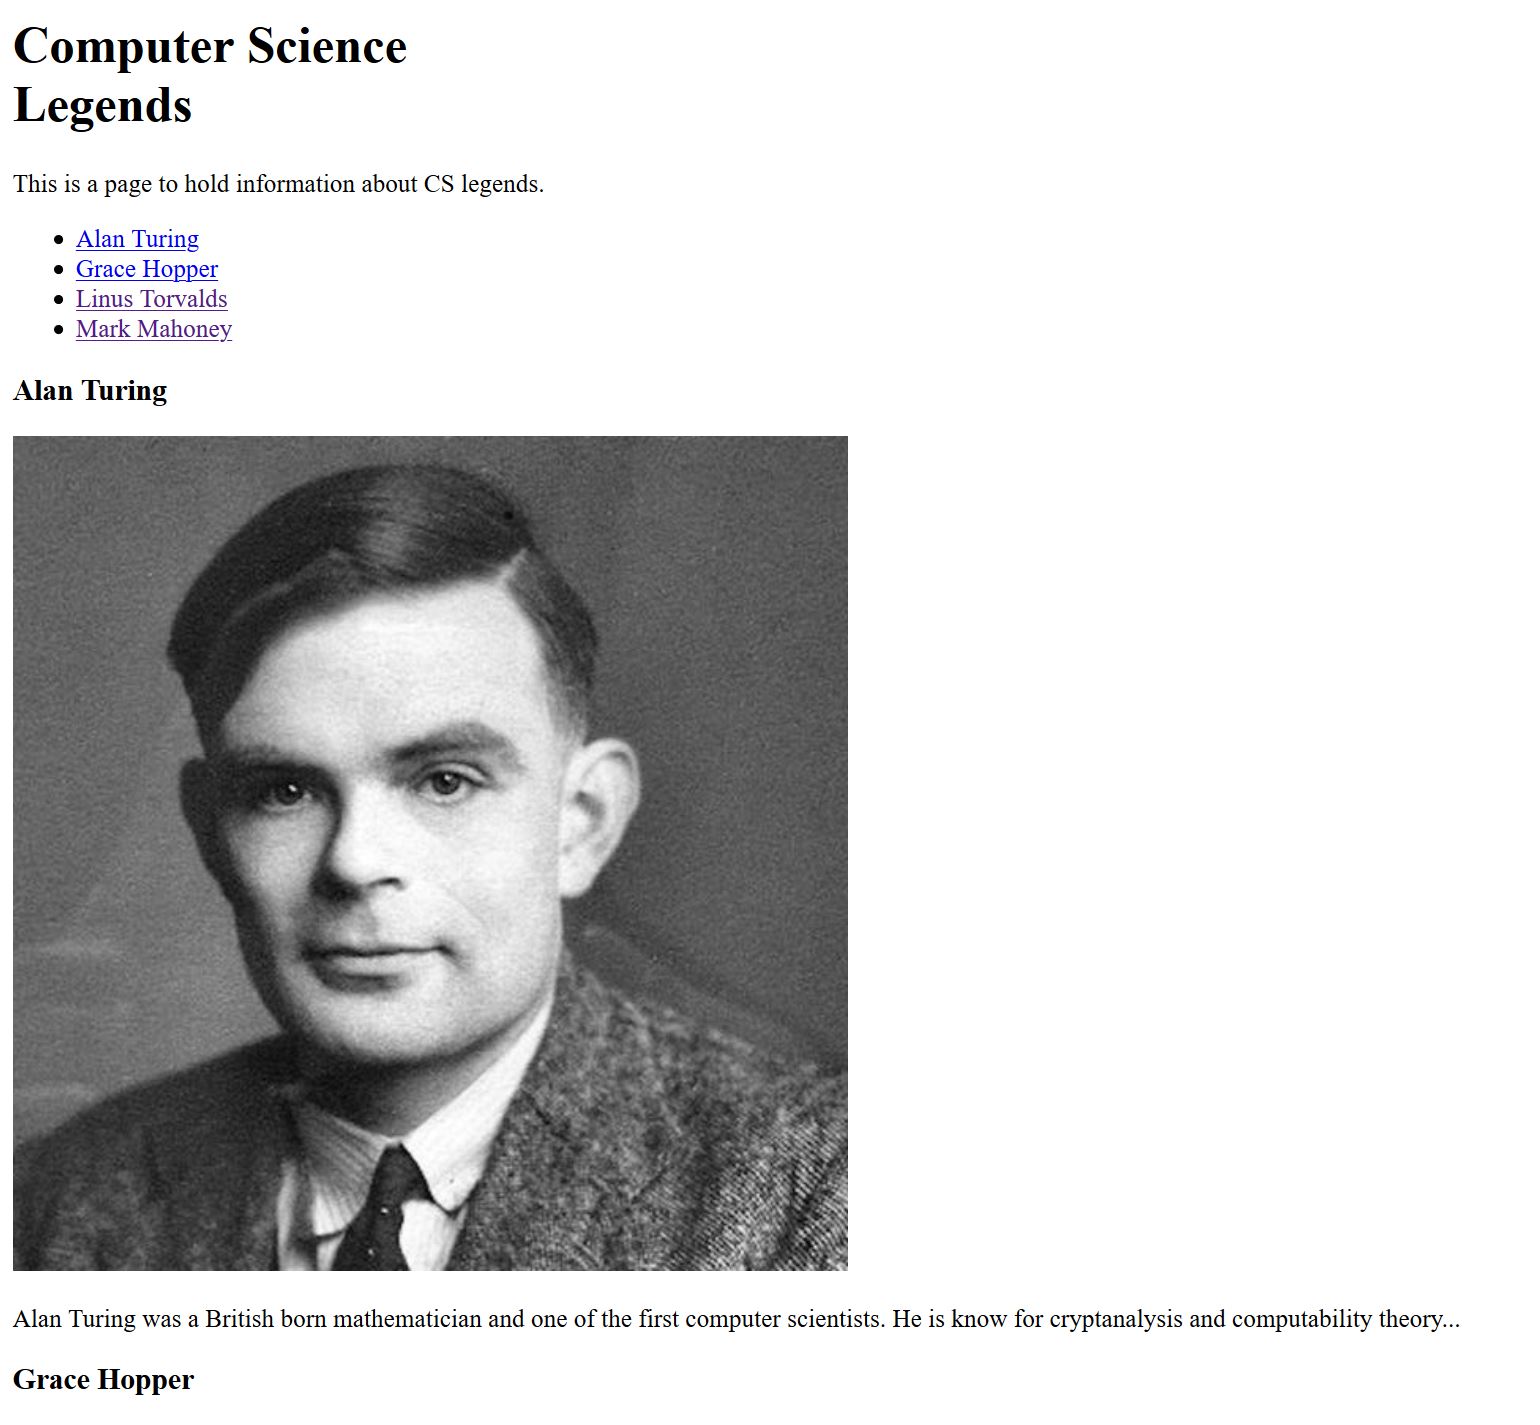 Computer Science
Legends
This is a page to hold information about CS legends.
Alan Turing
Grace Hopper
Linus Torvalds
Mark Mahoney
Alan Turing
Alan Turing was a British born mathematician and one of the first computer scientists. He is know for cryptanalysis and computability theory...
Grace Hopper